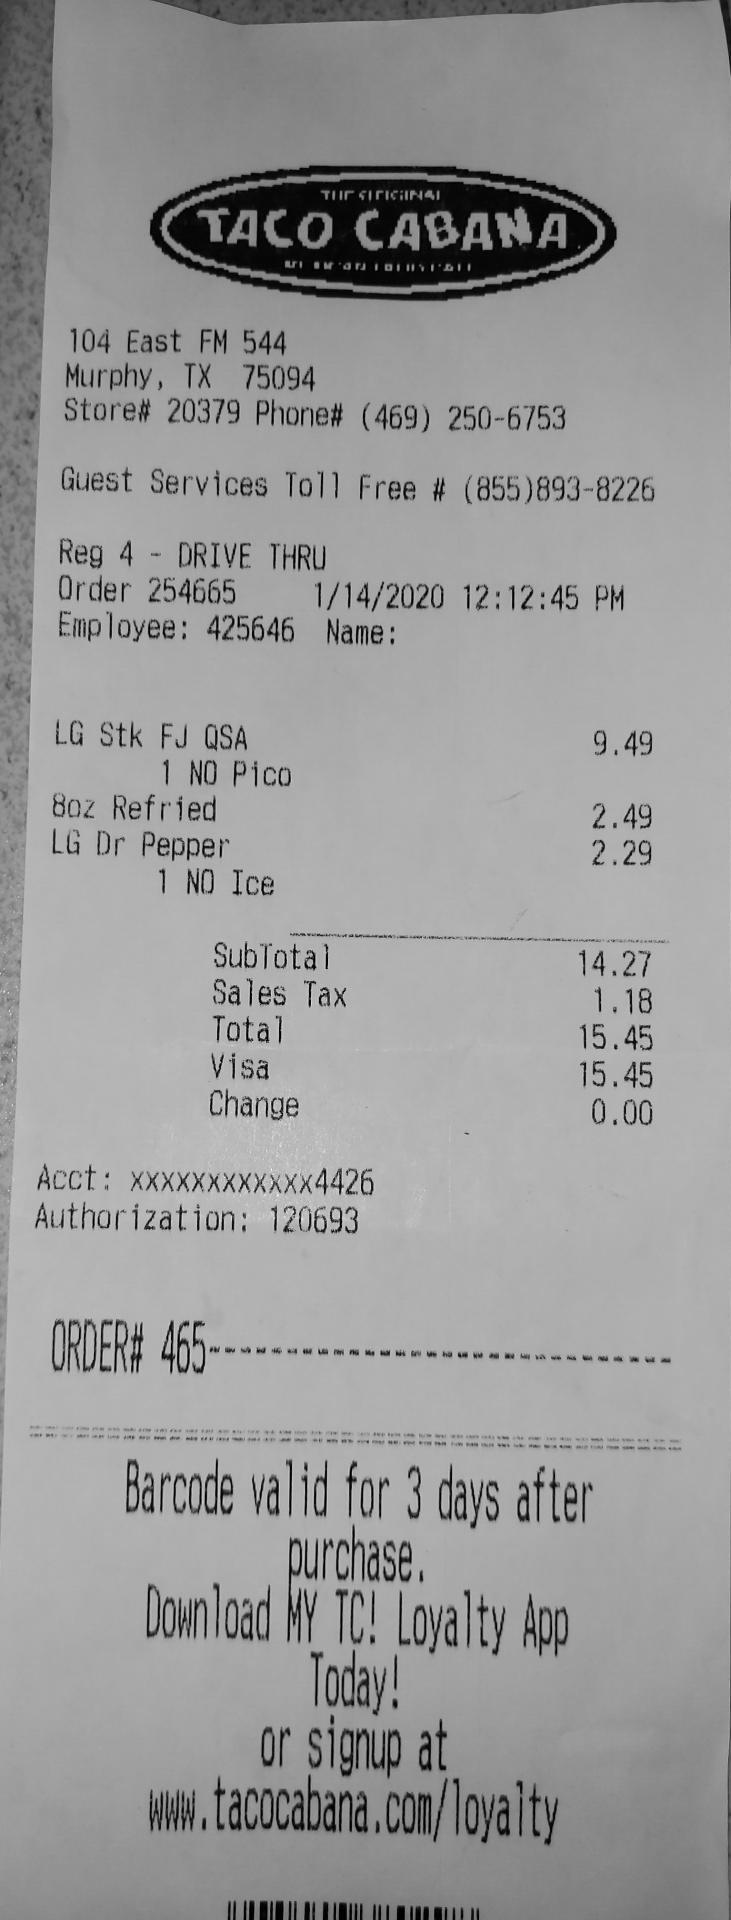 THE ORIGINAL
TACO CABANA
104 East FM 544
Murphy, TX 75094
Store# 20379 Phone# (469) 250-6753
Guest Services Toll Free # (855)893-8226
Reg 4 - DRIVE THRU
Order 254665 1/14/2020 12:12:45 PM
Employee: 425646 Name:
LG Stk FJ QSA 9.49
1 NO Pico
8oz Refried 2.49
LG Dr Pepper 2.29
1 NO Ice
SubTotal 14.27
Sales Tax 1.18
Total 15.45
Visa 15.45
Change 0.00
Acct: xxxxxxxxxxxx4426
Authorization: 120693
ORDER# 465------------------------------
Barcode valid for 3 days after
purchase.
Download MY TC! Loyalty App
Today!
or signup at
www.tacocabana.com/loyalty